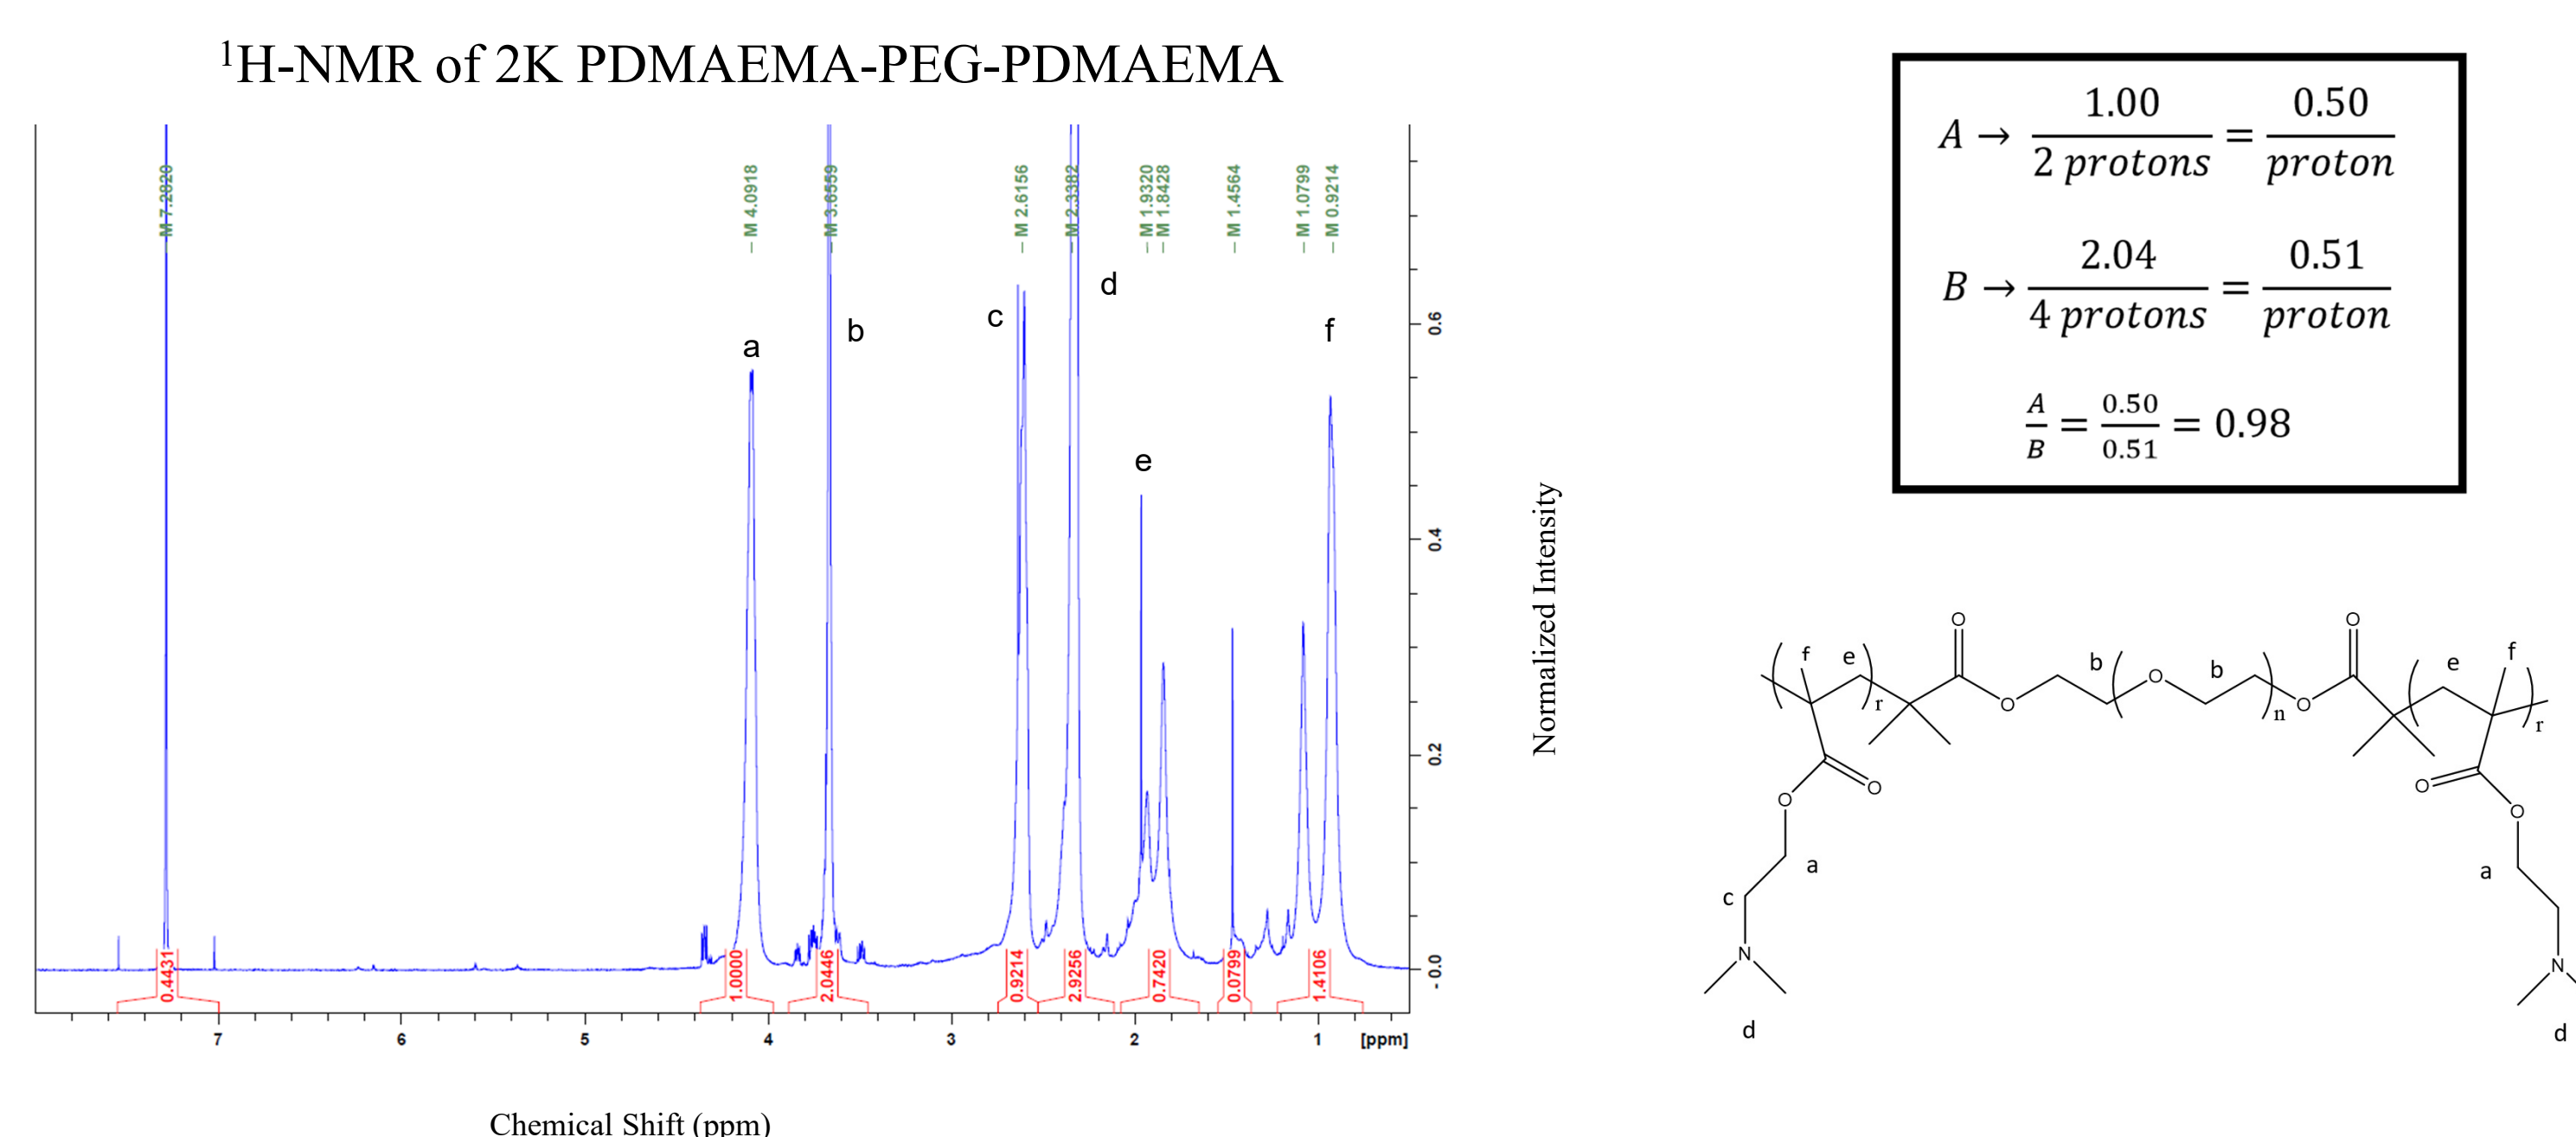 ¹H-NMR of 2K PDMAEMA-PEG-PDMAEMA
M 7.2820
M 4.0918
M 3.6559
M 2.6156
M 2.3382
M 1.9320
M 1.8428
M 1.4564
M 1.0799
M 0.9214
a
b
c
d
e
f
0.6
0.4
0.2
0.0
Normalized Intensity
0.4431
1.0000
2.0446
0.9214
2.9256
0.7420
0.0799
1.4106
7 6 5 4 3 2 1 [ppm]
Chemical Shift (ppm)
A → 1.00 / 2 protons = 0.50 / proton
B → 2.04 / 4 protons = 0.51 / proton
A / B = 0.50 / 0.51 = 0.98
O O
f e b b e f
O
r O n O r
O O
O O
a a
c
N N
d d